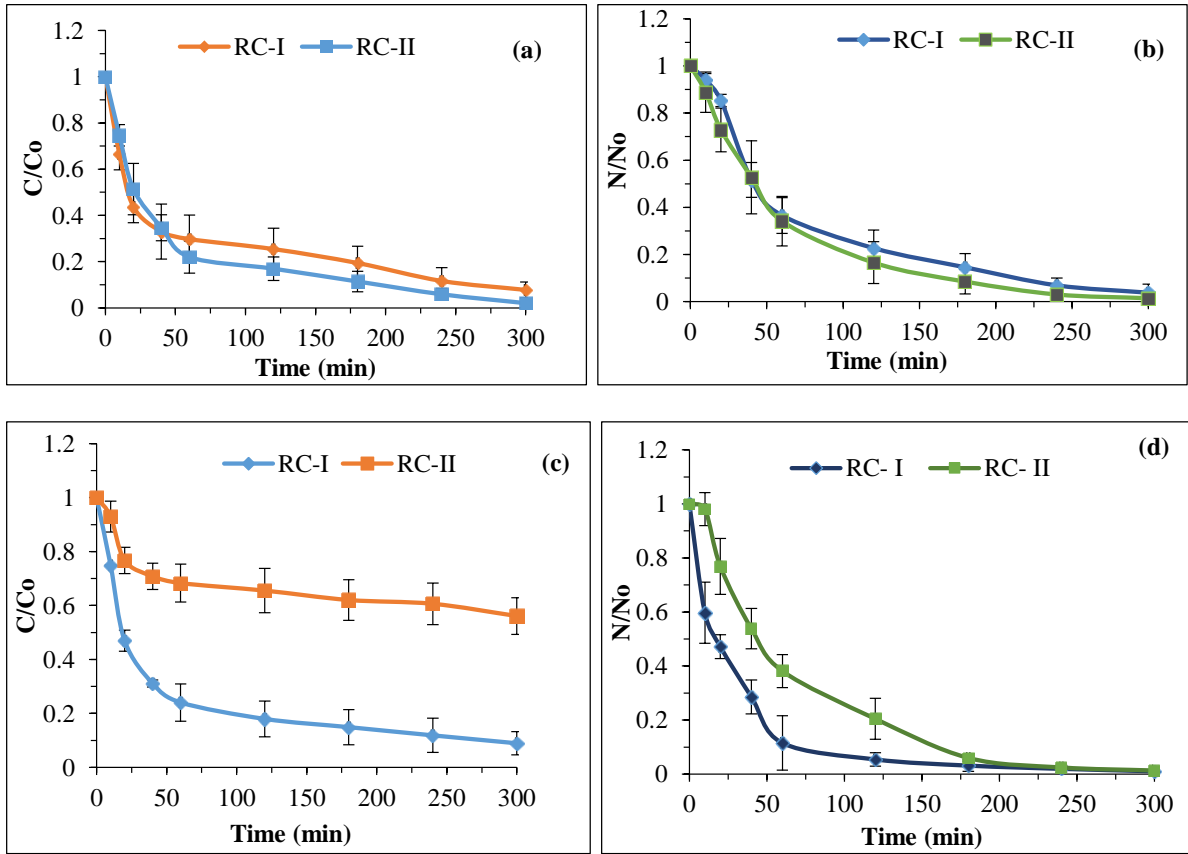 1.2
RC-I RC-II (a)
1
0.8
0.6
0.4
0.2
0
C/Co
0 50 100 150 200 250 300
Time (min)
1.2
RC-I RC-II (b)
1
0.8
0.6
0.4
0.2
0
N/No
0 50 100 150 200 250 300
Time (min)
1.2
RC-I RC-II (c)
1
0.8
0.6
0.4
0.2
0
C/Co
0 50 100 150 200 250 300
Time (min)
1.2
RC- I RC- II (d)
1
0.8
0.6
0.4
0.2
0
N/No
0 50 100 150 200 250 300
Time (min)